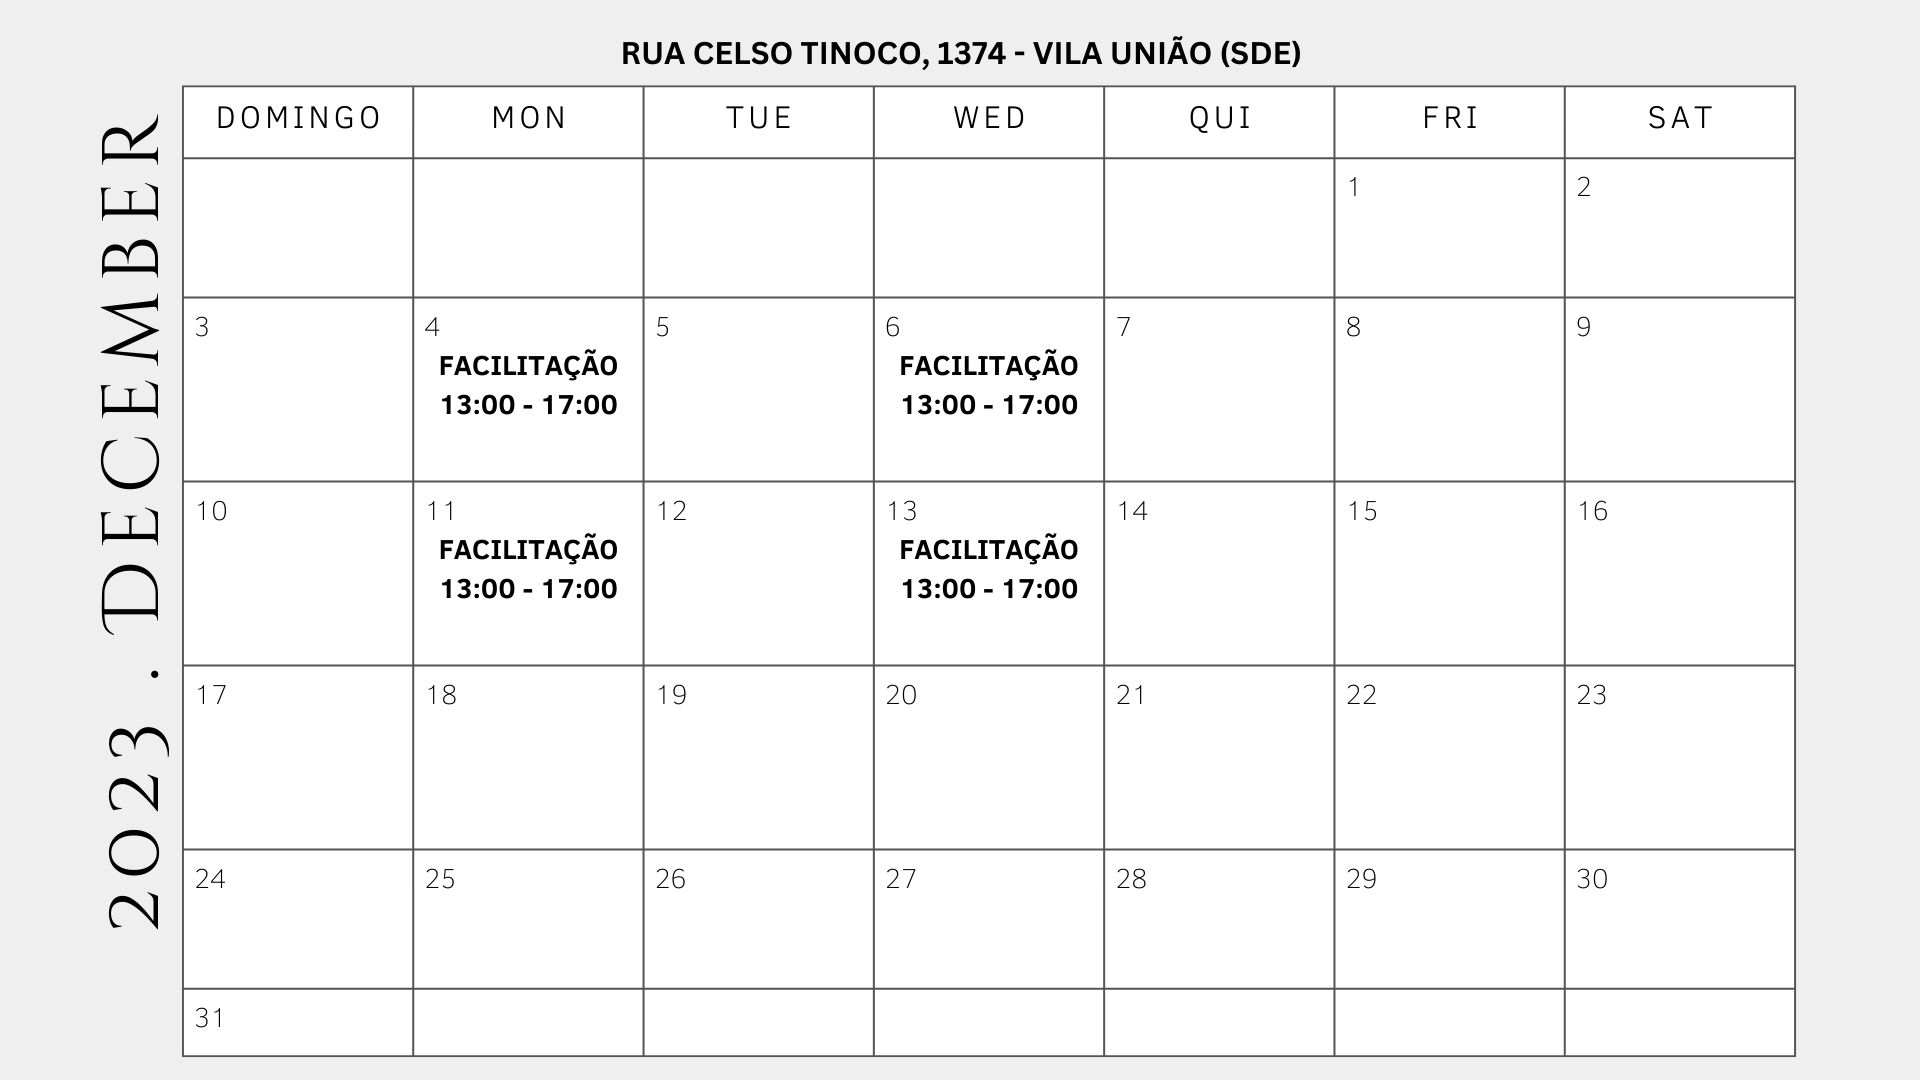 RUA CELSO TINOCO, 1374 - VILA UNIÃO (SDE)
2023 . DECEMBER
DOMINGO MON TUE WED QUI FRI SAT
1 2
3 4 5 6 7 8 9
FACILITAÇÃO FACILITAÇÃO
13:00 - 17:00 13:00 - 17:00
10 11 12 13 14 15 16
FACILITAÇÃO FACILITAÇÃO
13:00 - 17:00 13:00 - 17:00
17 18 19 20 21 22 23
24 25 26 27 28 29 30
31